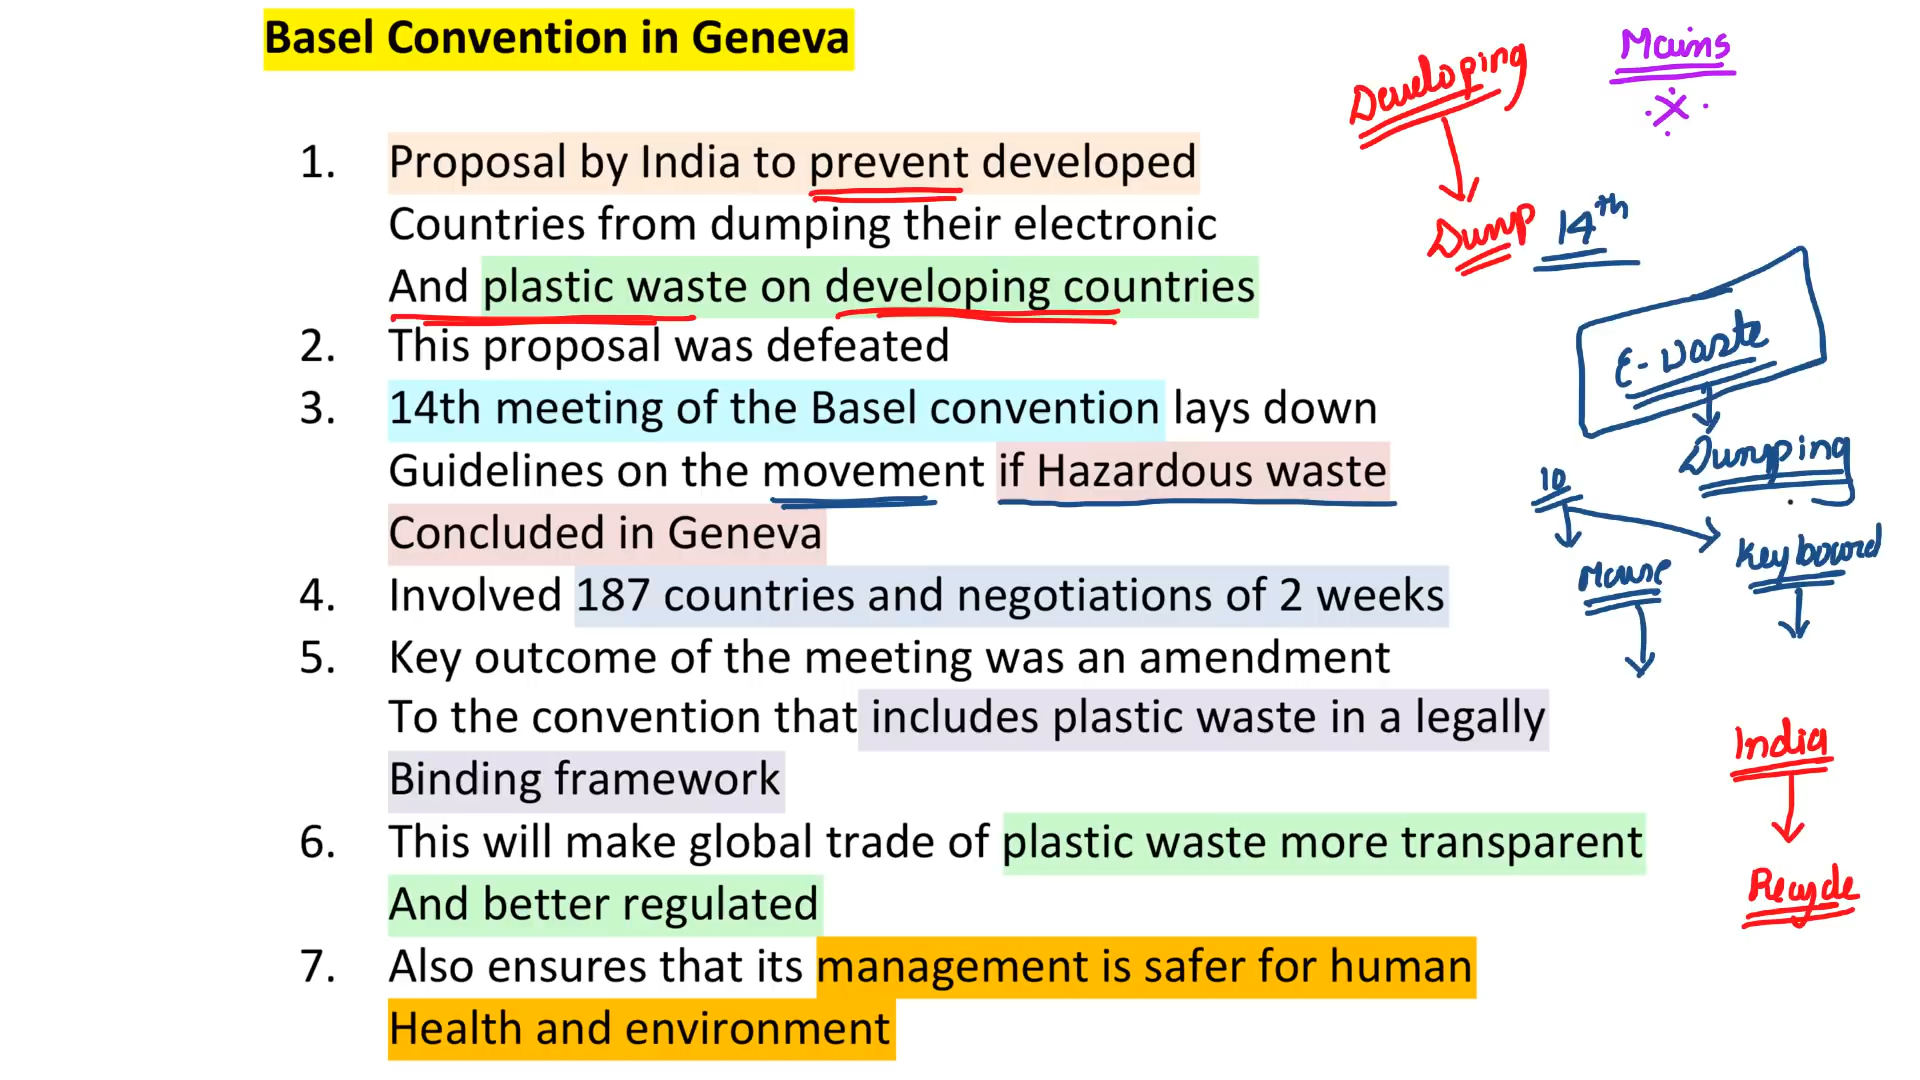 Basel Convention in Geneva
1. Proposal by India to prevent developed
Countries from dumping their electronic
And plastic waste on developing countries
2. This proposal was defeated
3. 14th meeting of the Basel convention lays down
Guidelines on the movement if Hazardous waste
Concluded in Geneva
4. Involved 187 countries and negotiations of 2 weeks
5. Key outcome of the meeting was an amendment
To the convention that includes plastic waste in a legally
Binding framework
6. This will make global trade of plastic waste more transparent
And better regulated
7. Also ensures that its management is safer for human
Health and environment
Mains
Developing
Dump
14th
E-waste
Dumping
10
Mouse
Keyboard
India
Recycle